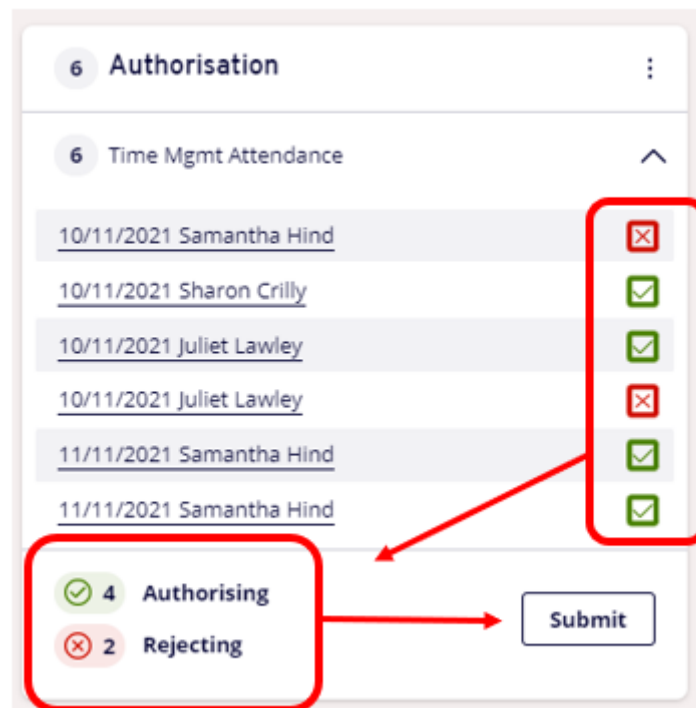 6 Authorisation
6 Time Mgmt Attendance
10/11/2021 Samantha Hind
10/11/2021 Sharon Crilly
10/11/2021 Juliet Lawley
10/11/2021 Juliet Lawley
11/11/2021 Samantha Hind
11/11/2021 Samantha Hind
4 Authorising
2 Rejecting
Submit